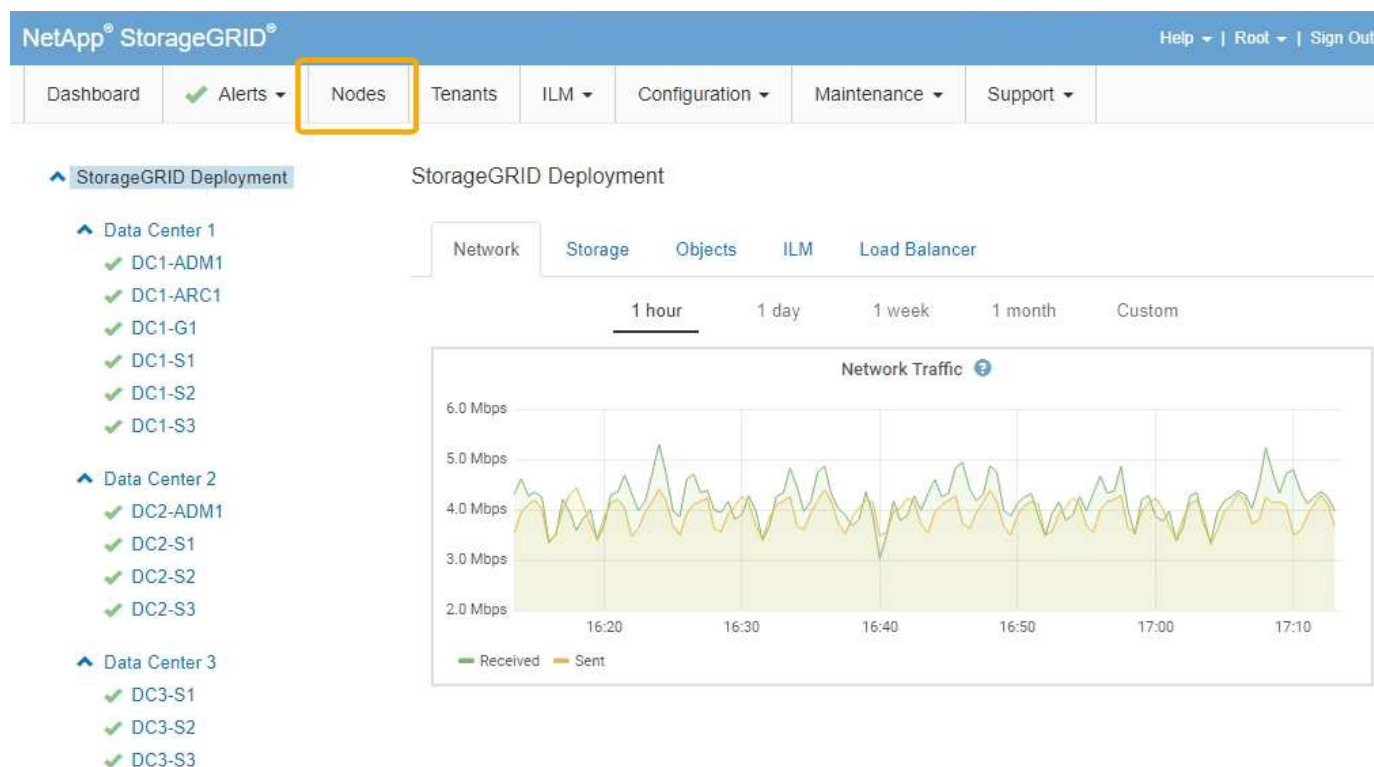 NetApp® StorageGRID®
Help | Root | Sign Out
Dashboard Alerts Nodes Tenants ILM Configuration Maintenance Support
StorageGRID Deployment
Data Center 1
DC1-ADM1
DC1-ARC1
DC1-G1
DC1-S1
DC1-S2
DC1-S3
Data Center 2
DC2-ADM1
DC2-S1
DC2-S2
DC2-S3
Data Center 3
DC3-S1
DC3-S2
DC3-S3
StorageGRID Deployment
Network Storage Objects ILM Load Balancer
1 hour 1 day 1 week 1 month Custom
Network Traffic ?
6.0 Mbps
5.0 Mbps
4.0 Mbps
3.0 Mbps
2.0 Mbps
16:20 16:30 16:40 16:50 17:00 17:10
Received Sent